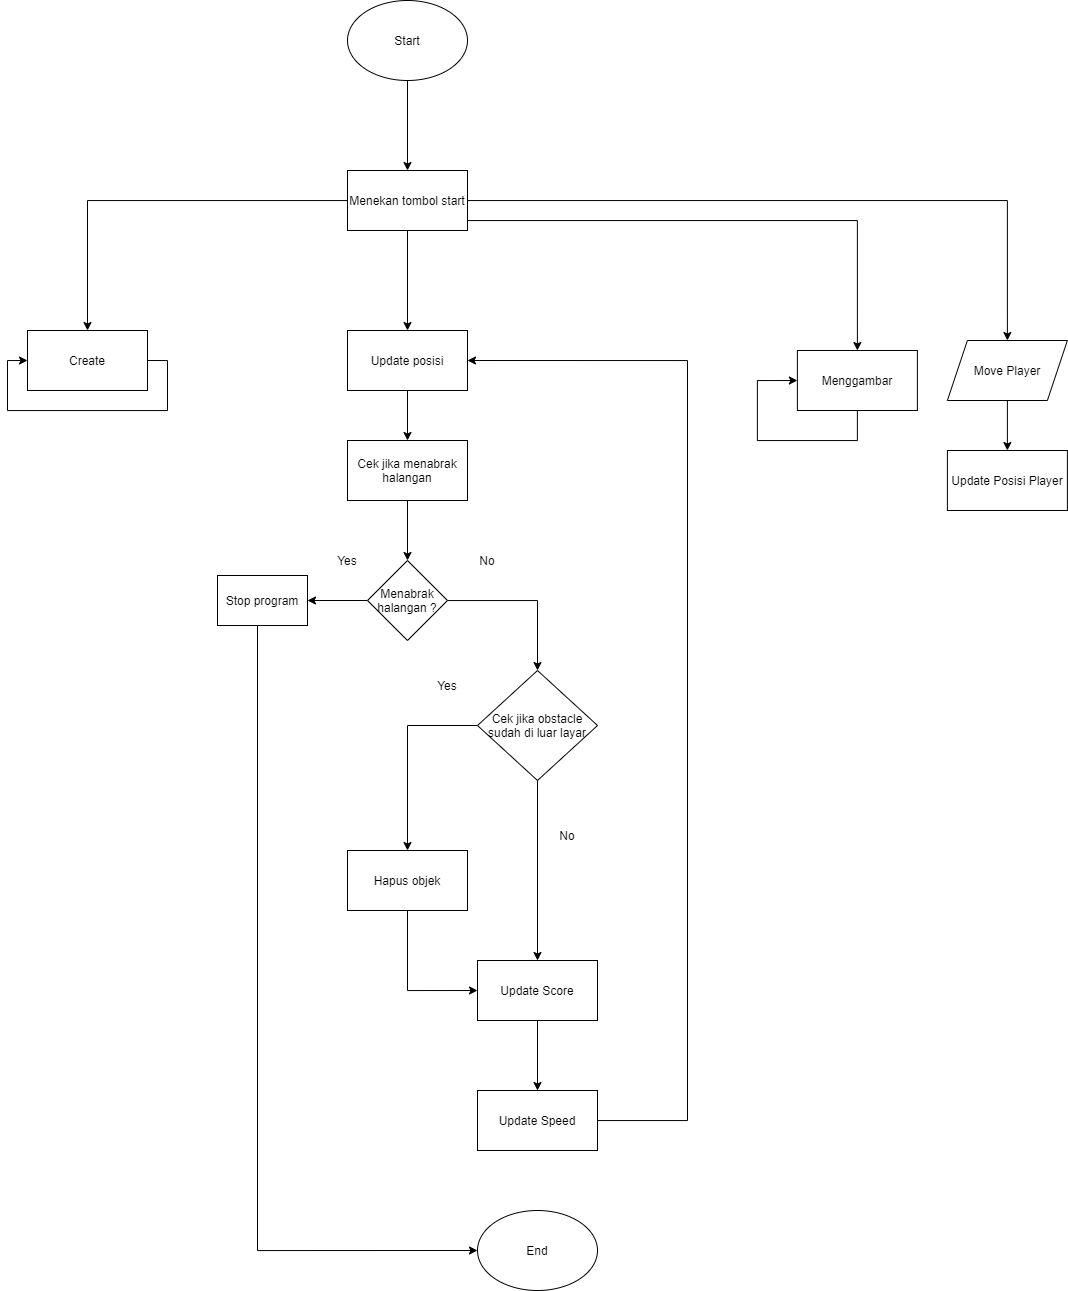 Start
Menekan tombol start
Create
Update posisi
Menggambar
Move Player
Cek jika menabrak
halangan
Update Posisi Player
Yes
No
Stop program
Menabrak
halangan ?
Yes
Cek jika obstacle
sudah di luar layar
No
Hapus objek
Update Score
Update Speed
End